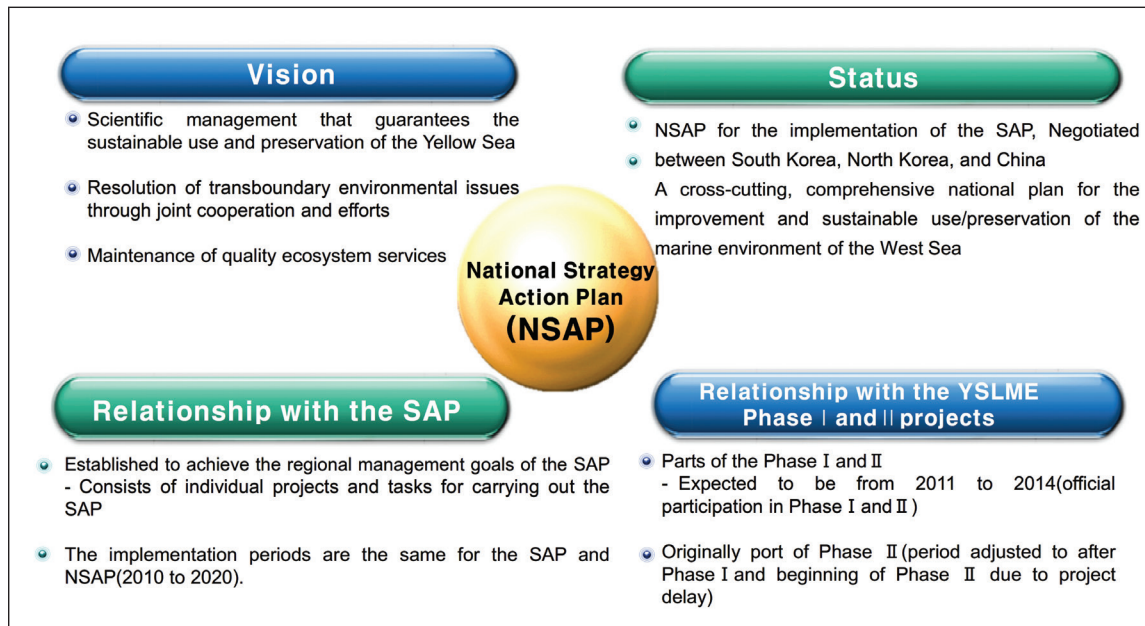 Vision
Scientific management that guarantees the
sustainable use and preservation of the Yellow Sea
Resolution of transboundary environmental issues
through joint cooperation and efforts
Maintenance of quality ecosystem services
Status
NSAP for the implementation of the SAP, Negotiated
between South Korea, North Korea, and China
A cross-cutting, comprehensive national plan for the
improvement and sustainable use/preservation of the
marine environment of the West Sea
National Strategy
Action Plan
(NSAP)
Relationship with the SAP
Established to achieve the regional management goals of the SAP
- Consists of individual projects and tasks for carrying out the
SAP
The implementation periods are the same for the SAP and
NSAP(2010 to 2020).
Relationship with the YSLME
Phase Ⅰ and Ⅱ projects
Parts of the Phase Ⅰ and Ⅱ
- Expected to be from 2011 to 2014(official
participation in Phase Ⅰ and Ⅱ)
Originally port of Phase Ⅱ(period adjusted to after
Phase Ⅰ and beginning of Phase Ⅱ due to project
delay)